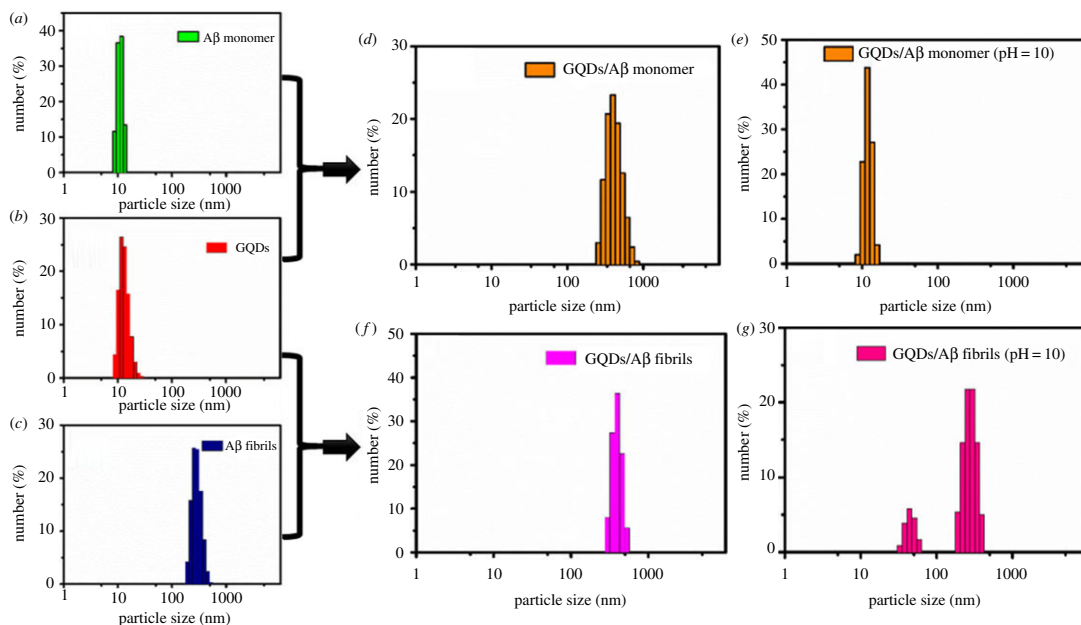 (a)
40
30
20
10
0
number (%)
Aβ monomer
1 10 100 1000
particle size (nm)
(b)
30
20
10
0
number (%)
GQDs
1 10 100 1000
particle size (nm)
(c)
30
20
10
0
number (%)
Aβ fibrils
1 10 100 1000
particle size (nm)
(d)
30
20
10
0
number (%)
GQDs/Aβ monomer
1 10 100 1000
particle size (nm)
(e)
50
40
30
20
10
0
number (%)
GQDs/Aβ monomer (pH = 10)
1 10 100 1000
particle size (nm)
(f)
50
40
30
20
10
0
number (%)
GQDs/Aβ fibrils
1 10 100 1000
particle size (nm)
(g)
30
20
10
0
number (%)
GQDs/Aβ fibrils (pH = 10)
1 10 100 1000
particle size (nm)